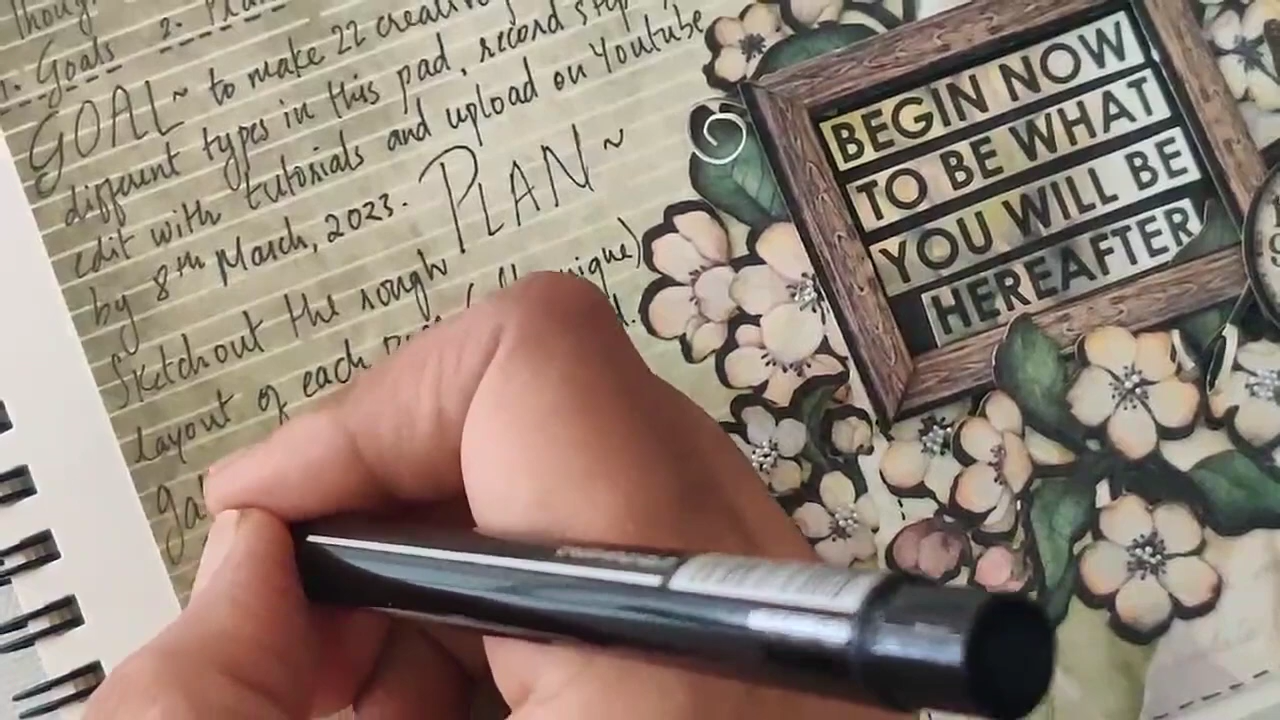 1. Goals 2. Plan
GOAL ~ to make 22 creative
different types in this pad, record step
edit with tutorials and upload on Youtube
by 8th March, 2023.
PLAN ~
Sketchout the rough
layout of each
BEGIN NOW
TO BE WHAT
YOU WILL BE
HEREAFTER